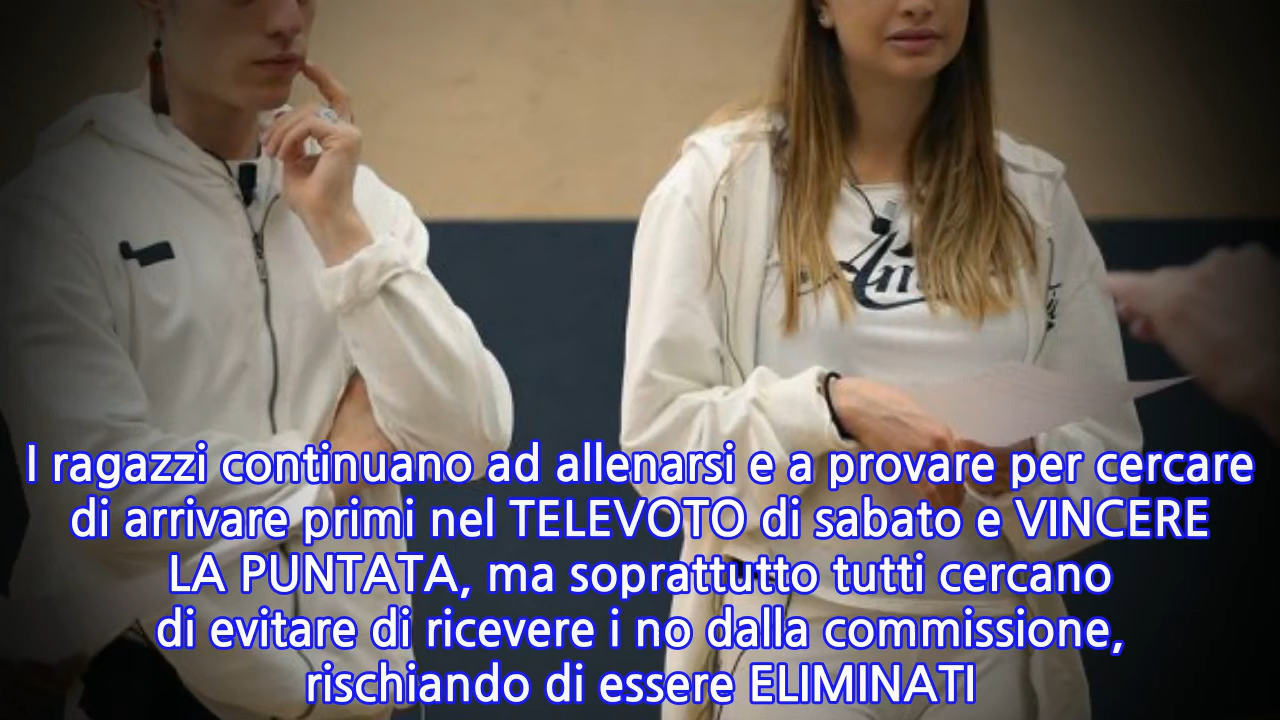 I ragazzi continuano ad allenarsi e a provare per cercare
di arrivare primi nel TELEVOTO di sabato e VINCERE
LA PUNTATA, ma soprattutto tutti cercano
di evitare di ricevere i no dalla commissione,
rischiando di essere ELIMINATI